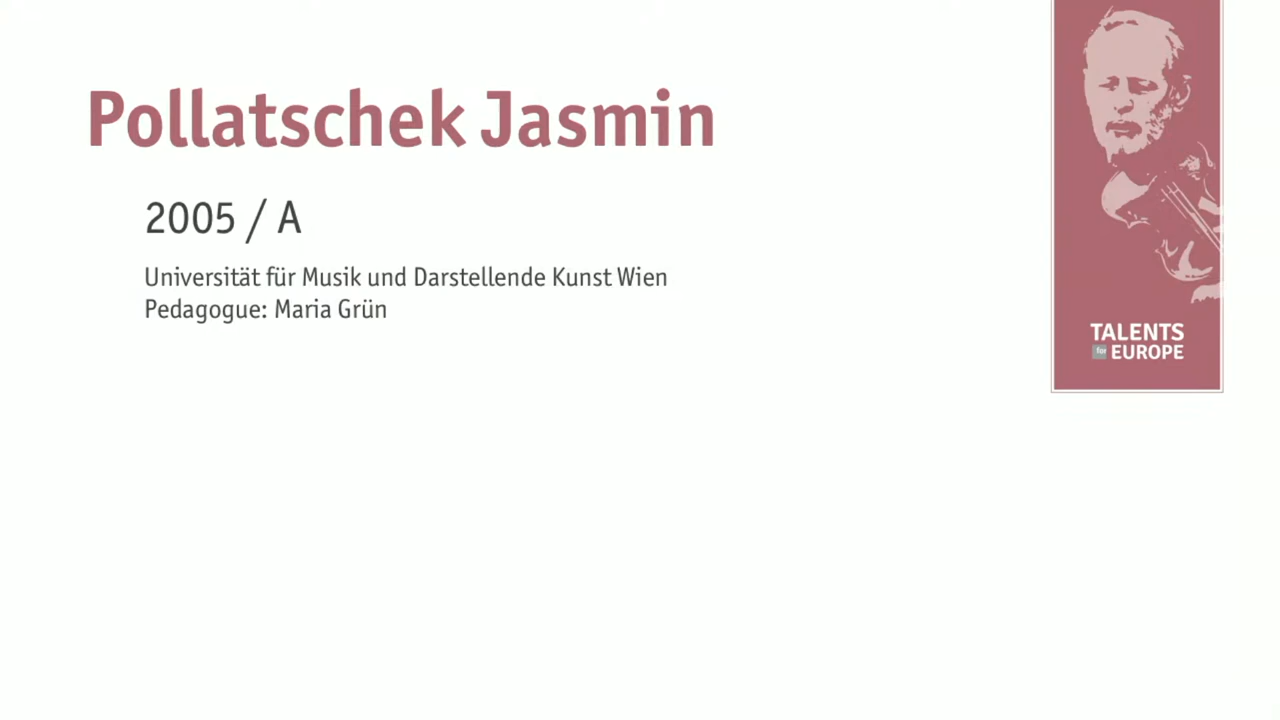 Pollatschek Jasmin
2005 / A
Universität für Musik und Darstellende Kunst Wien
Pedagogue: Maria Grün
TALENTS
for EUROPE